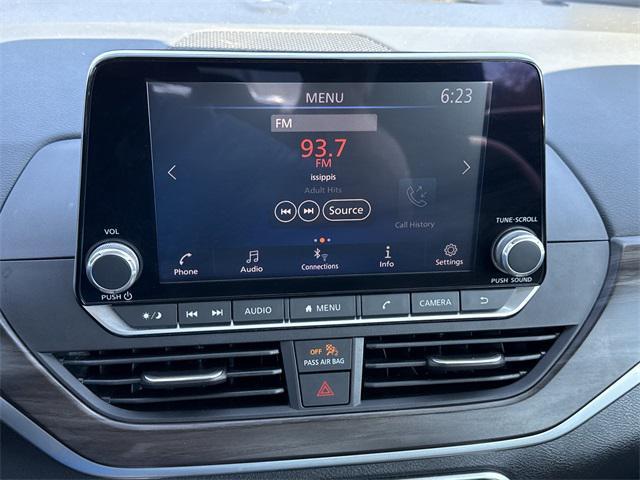 MENU 6:23
FM
93.7
FM
issippis
Adult Hits
Source
Call History
Phone Audio Connections Info Settings
VOL
PUSH
TUNE-SCROLL
PUSH SOUND
AUDIO MENU CAMERA
OFF
PASS AIR BAG